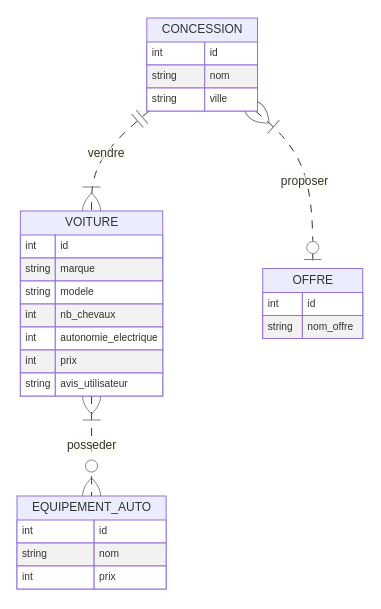 CONCESSION
int id
string nom
string ville
vendre
proposer
VOITURE
int id
string marque
string modele
int nb_chevaux
int autonomie_electrique
int prix
string avis_utilisateur
OFFRE
int id
string nom_offre
posseder
EQUIPEMENT_AUTO
int id
string nom
int prix